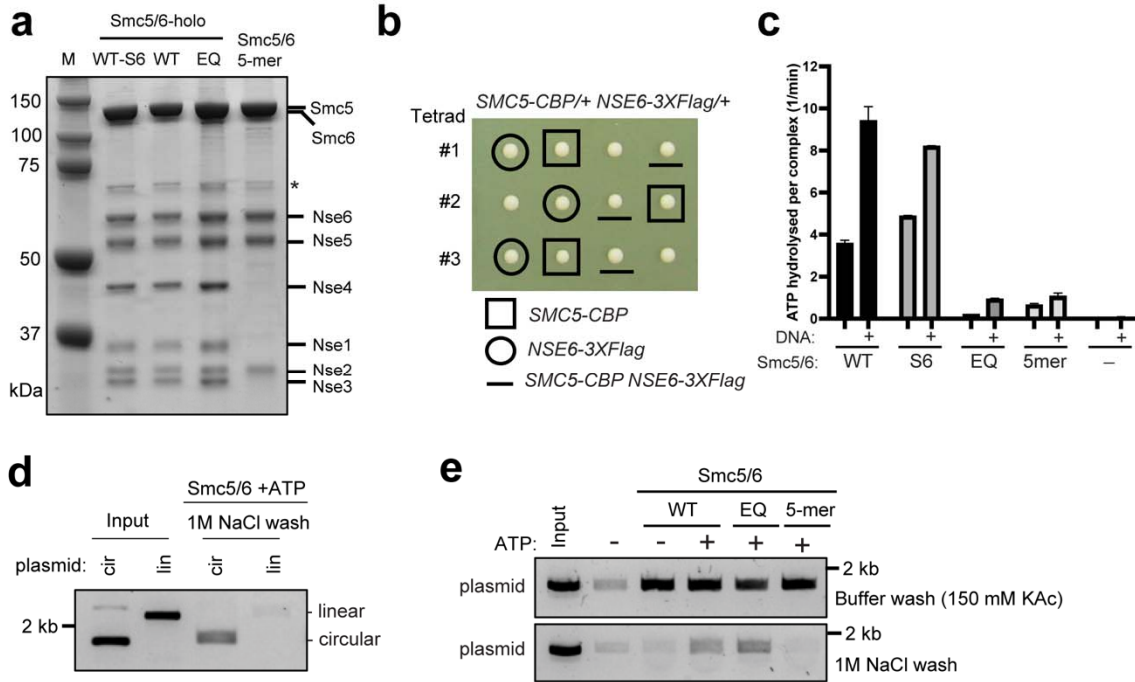 a
Smc5/6-holo
M WT-S6 WT EQ Smc5/6 5-mer
150
100
75
50
37
kDa
Smc5
Smc6
*
Nse6
Nse5
Nse4
Nse1
Nse2
Nse3
b
SMC5-CBP/+ NSE6-3XFlag/+
Tetrad
#1
#2
#3
SMC5-CBP
NSE6-3XFlag
SMC5-CBP NSE6-3XFlag
c
ATP hydrolysed per complex (1/min)
12
10
8
6
4
2
0
DNA: + + + + +
Smc5/6: WT S6 EQ 5mer –
d
Smc5/6 +ATP
Input 1M NaCl wash
plasmid: cir lin cir lin
2 kb
linear
circular
e
Smc5/6
Input WT EQ 5-mer
ATP: - - + + +
plasmid
2 kb
Buffer wash (150 mM KAc)
plasmid
2 kb
1M NaCl wash